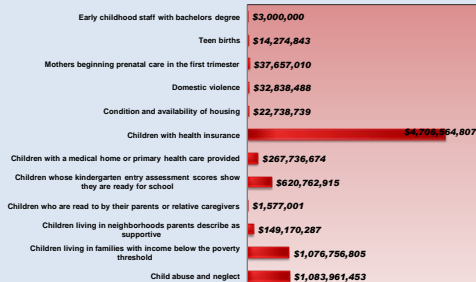 Early childhood staff with bachelors degree $3,000,000
Teen births $14,274,843
Mothers beginning prenatal care in the first trimester $37,657,010
Domestic violence $32,838,488
Condition and availability of housing $22,738,739
Children with health insurance $4,708,564,807
Children with a medical home or primary health care provided $267,736,674
Children whose kindergarten entry assessment scores show
they are ready for school $620,762,915
Children who are read to by their parents or relative caregivers $1,577,001
Children living in neighborhoods parents describe as
supportive $149,170,287
Children living in families with income below the poverty
threshold $1,076,756,805
Child abuse and neglect $1,083,961,453